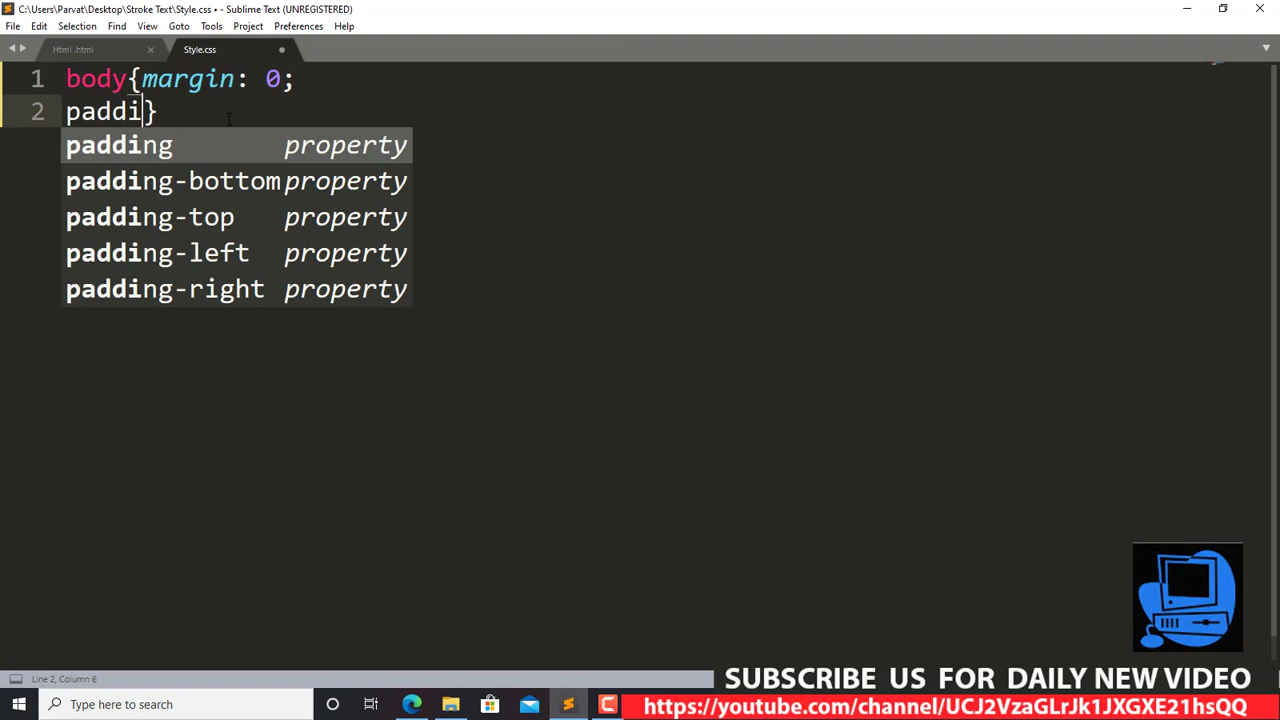 C:\Users\Parvat\Desktop\Stroke Text\Style.css • - Sublime Text (UNREGISTERED)
File Edit Selection Find View Goto Tools Project Preferences Help
Html .html Style.css
1 body{margin: 0;
2 paddi}
padding property
padding-bottom property
padding-top property
padding-left property
padding-right property
Line 2, Column 6
SUBSCRIBE US FOR DAILY NEW VIDEO
Type here to search
https://youtube.com/channel/UCJ2VzaGLrJk1JXGXE21hsQQ